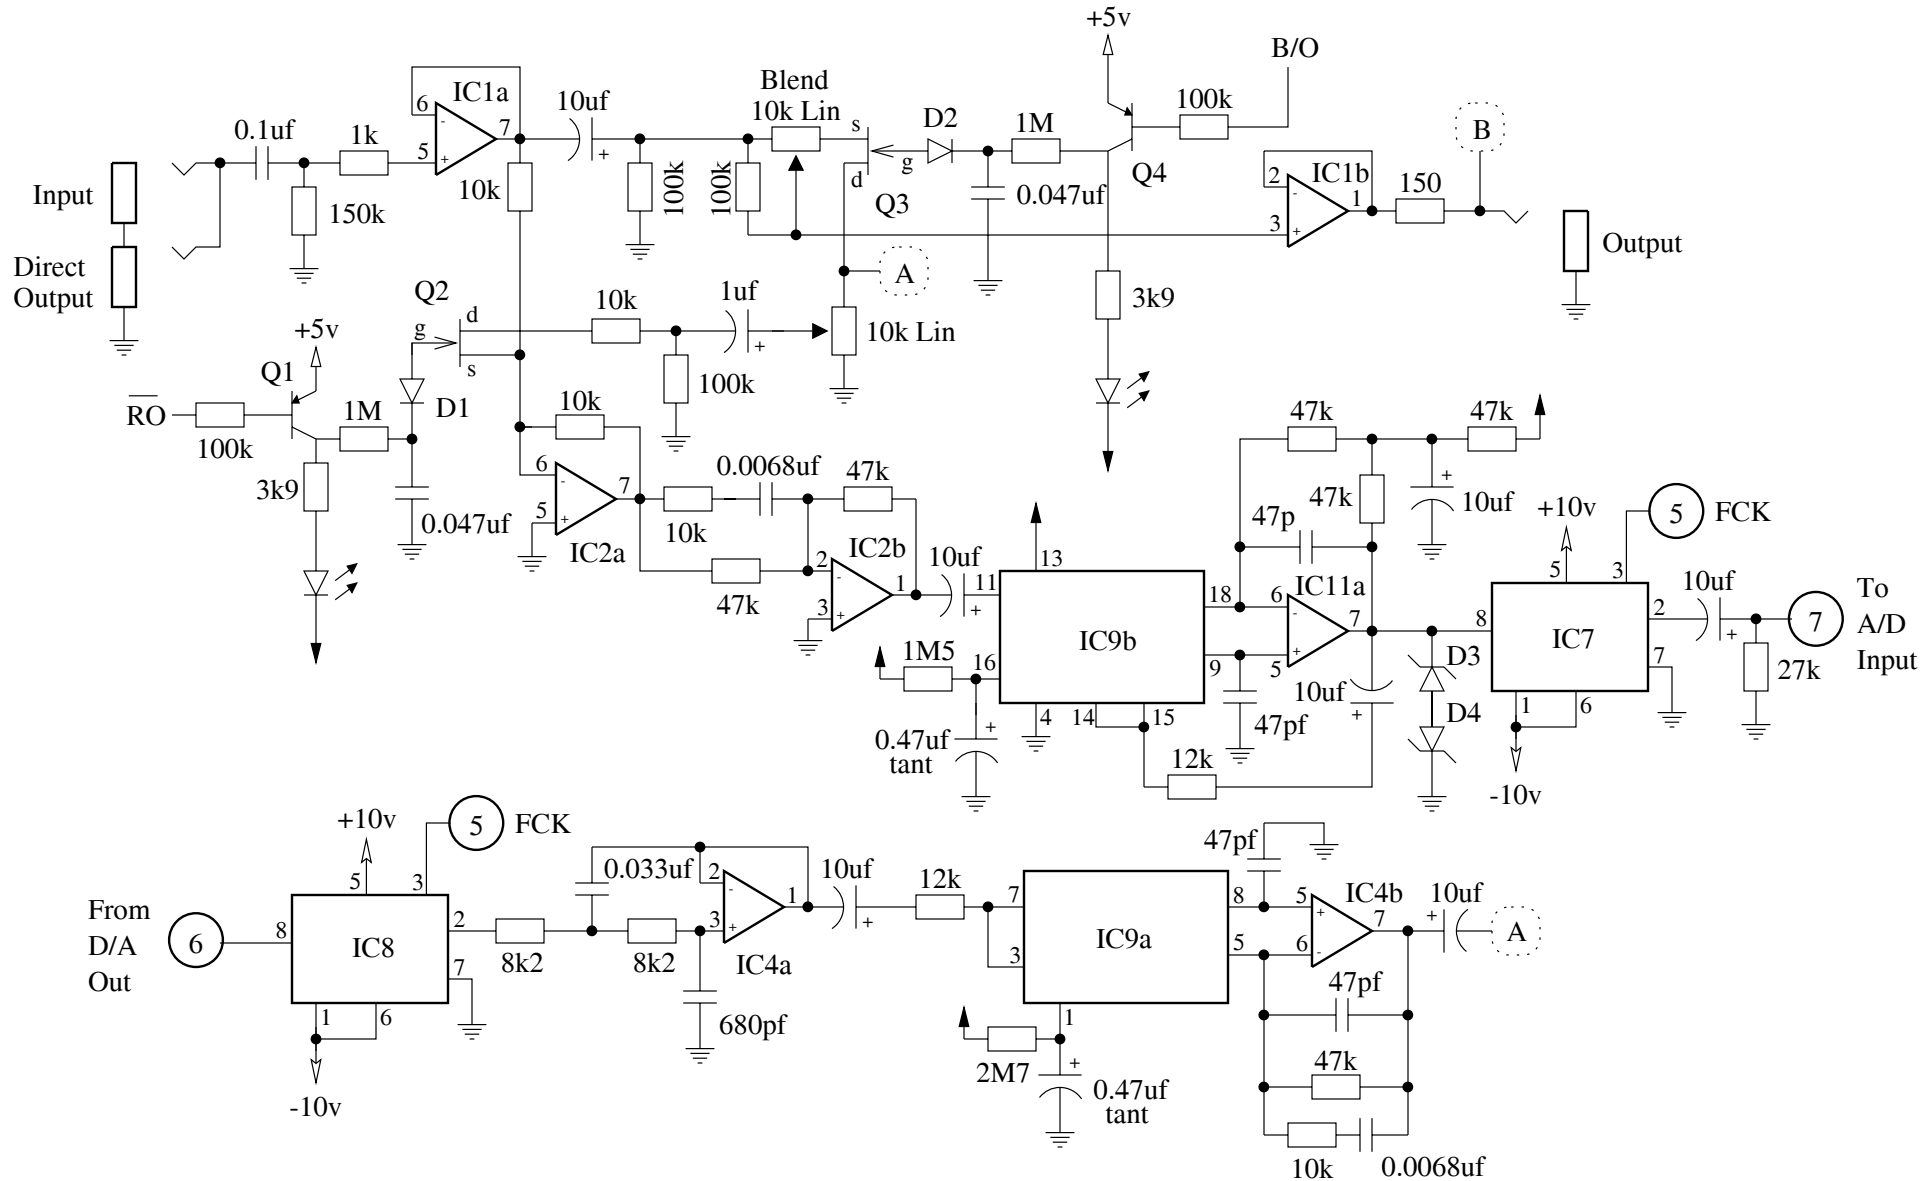 +5v
B/O
Blend
10k Lin
IC1a
10uf
0.1uf
1k
6
-
5
+
7
+
s
g
d
D2
1M
100k
Q4
B
IC1b
2
-
3
+
1
150
Input
150k
10k
100k
100k
Q3
0.047uf
Output
Direct
Output
A
3k9
Q2
g
d
s
10k
1uf
+
10k Lin
100k
+5v
Q1
RO
100k
1M
D1
3k9
0.047uf
10k
6
-
5
+
7
IC2a
0.0068uf
10k
47k
47k
IC2b
2
-
3
+
1
10uf
+
11
13
IC9b
1M5
16
+
0.47uf
tant
4
14
15
18
9
12k
47k
47k
47k
+
10uf
47p
IC11a
6
-
5
+
7
47pf
10uf
+
D3
D4
+10v
5
FCK
5
3
8
IC7
2
7
1
6
-10v
10uf
+
7
To
A/D
Input
27k
+10v
5
FCK
5
3
From
D/A
Out
6
8
IC8
2
7
1
6
-10v
8k2
0.033uf
8k2
2
-
3
+
1
IC4a
680pf
10uf
+
12k
7
3
IC9a
8
5
1
2M7
+
0.47uf
tant
47pf
IC4b
5
+
6
-
7
10uf
+
A
47pf
47k
10k
0.0068uf